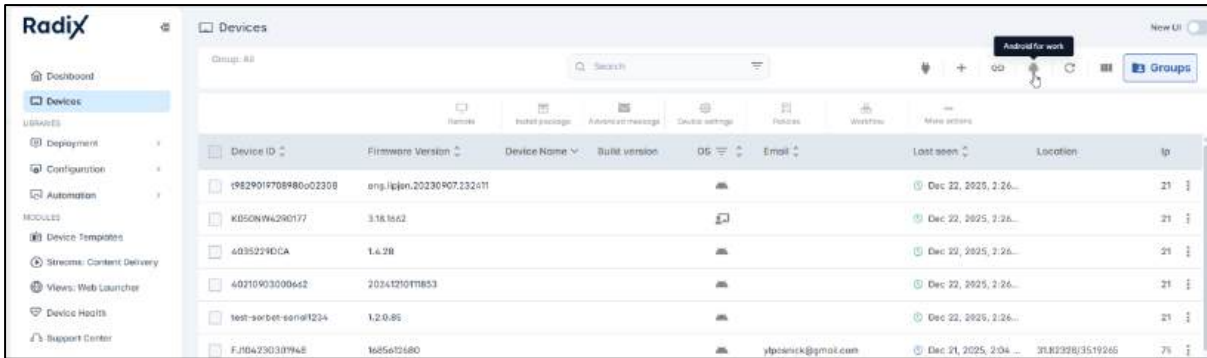 Radix
Devices
New UI
Android for work
Group: All
Search
Groups
Dashboard
Devices
LIBRARIES
Deployment
Configuration
Automation
MODULES
Device Templates
Streams: Content Delivery
Views: Web Launcher
Device Health
Support Center
Remote Install package Advanced message Device settings Policies Workflow More actions
Device ID Firmware Version Device Name Build version OS Email Last seen Location Ip
eng.lipjen.20230907.232411 Dec 22, 2025, 2:26... 21
K050NW4290177 3.18.1662 Dec 22, 2025, 2:26... 21
4035229DCA 1.4.28 Dec 22, 2025, 2:26... 21
40210903000662 20241210111853 Dec 22, 2025, 2:26... 21
test-sorbet-serial1234 1.2.0.85 Dec 22, 2025, 2:26... 21
FJ104230301948 1685612680 ylposnick@gmail.com Dec 21, 2025, 2:04 ... 31.82328/35.19265